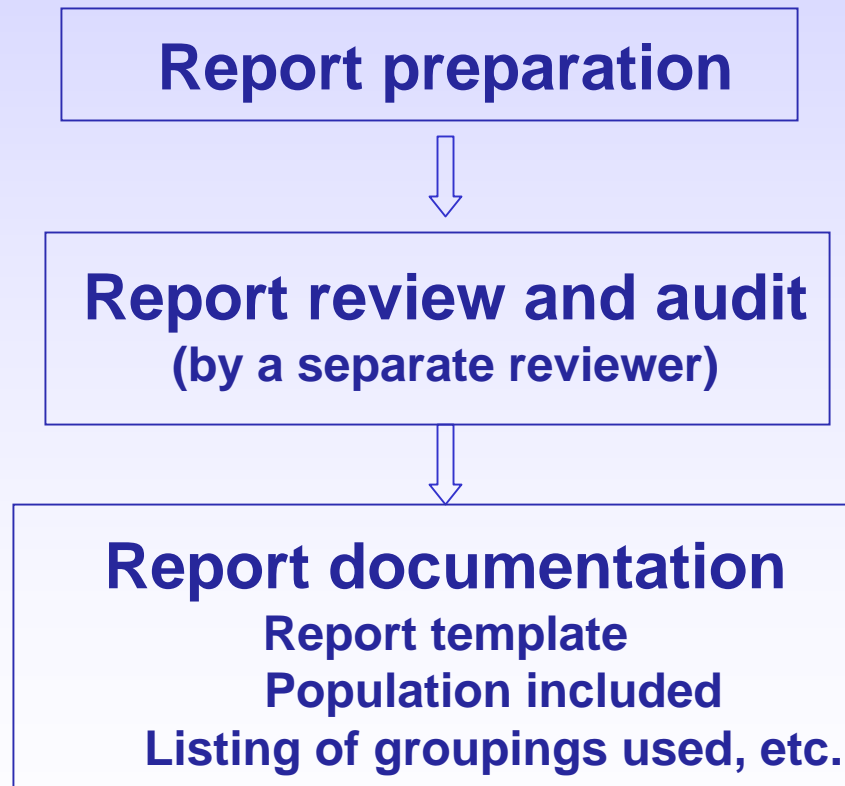 Report preparation
Report review and audit
(by a separate reviewer)
Report documentation
Report template
Population included
Listing of groupings used, etc.